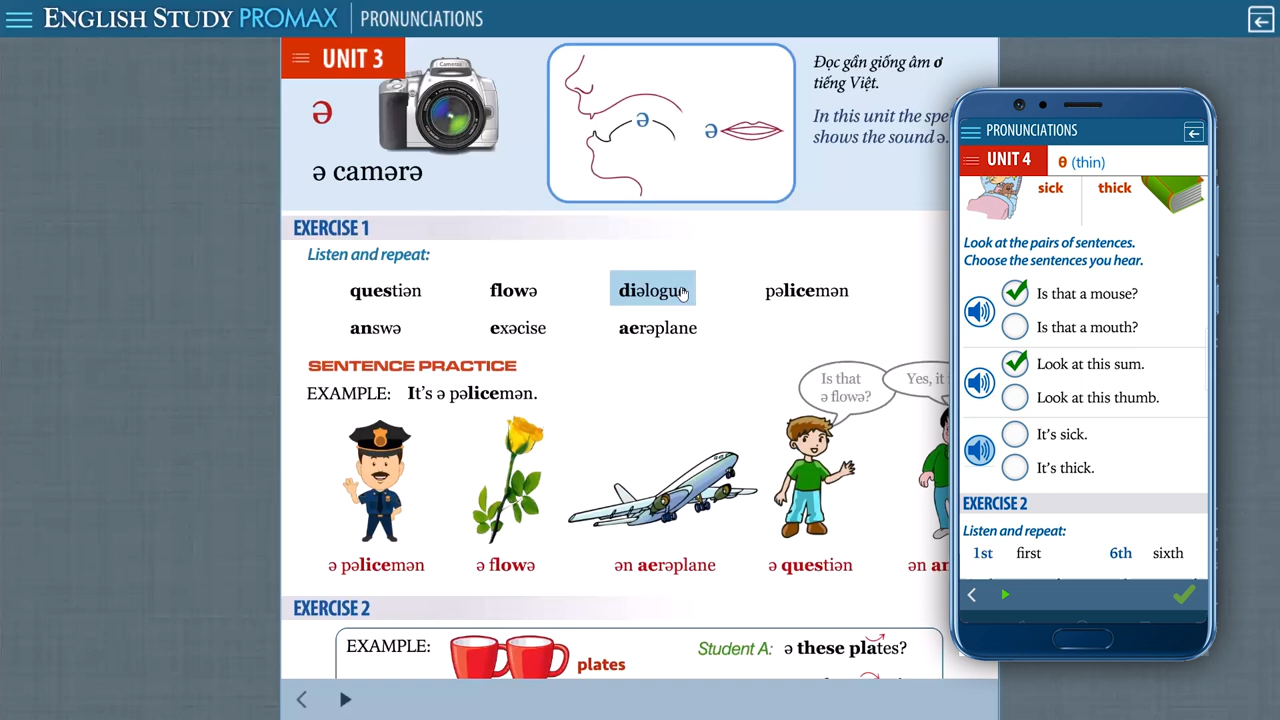 ENGLISH STUDY PROMAX PRONUNCIATIONS
UNIT 3
ə
ə camərə
Cameras
ə
ə
Đọc gần giống âm ơ
tiếng Việt.
In this unit the spe
shows the sound ə.
EXERCISE 1
Listen and repeat:
questiən flowə diəlogue pəlicemən
answə exəcise aerəplane
SENTENCE PRACTICE
EXAMPLE: It's ə pəlicemən.
Is that
ə flowə?
Yes, it
ə pəlicemən ə flowə ən aerəplane ə questiən ən an
EXERCISE 2
EXAMPLE:
plates
Student A: ə these plates?
PRONUNCIATIONS
UNIT 4 θ (thin)
sick thick
Look at the pairs of sentences.
Choose the sentences you hear.
Is that a mouse?
Is that a mouth?
Look at this sum.
Look at this thumb.
It's sick.
It's thick.
EXERCISE 2
Listen and repeat:
1st first 6th sixth